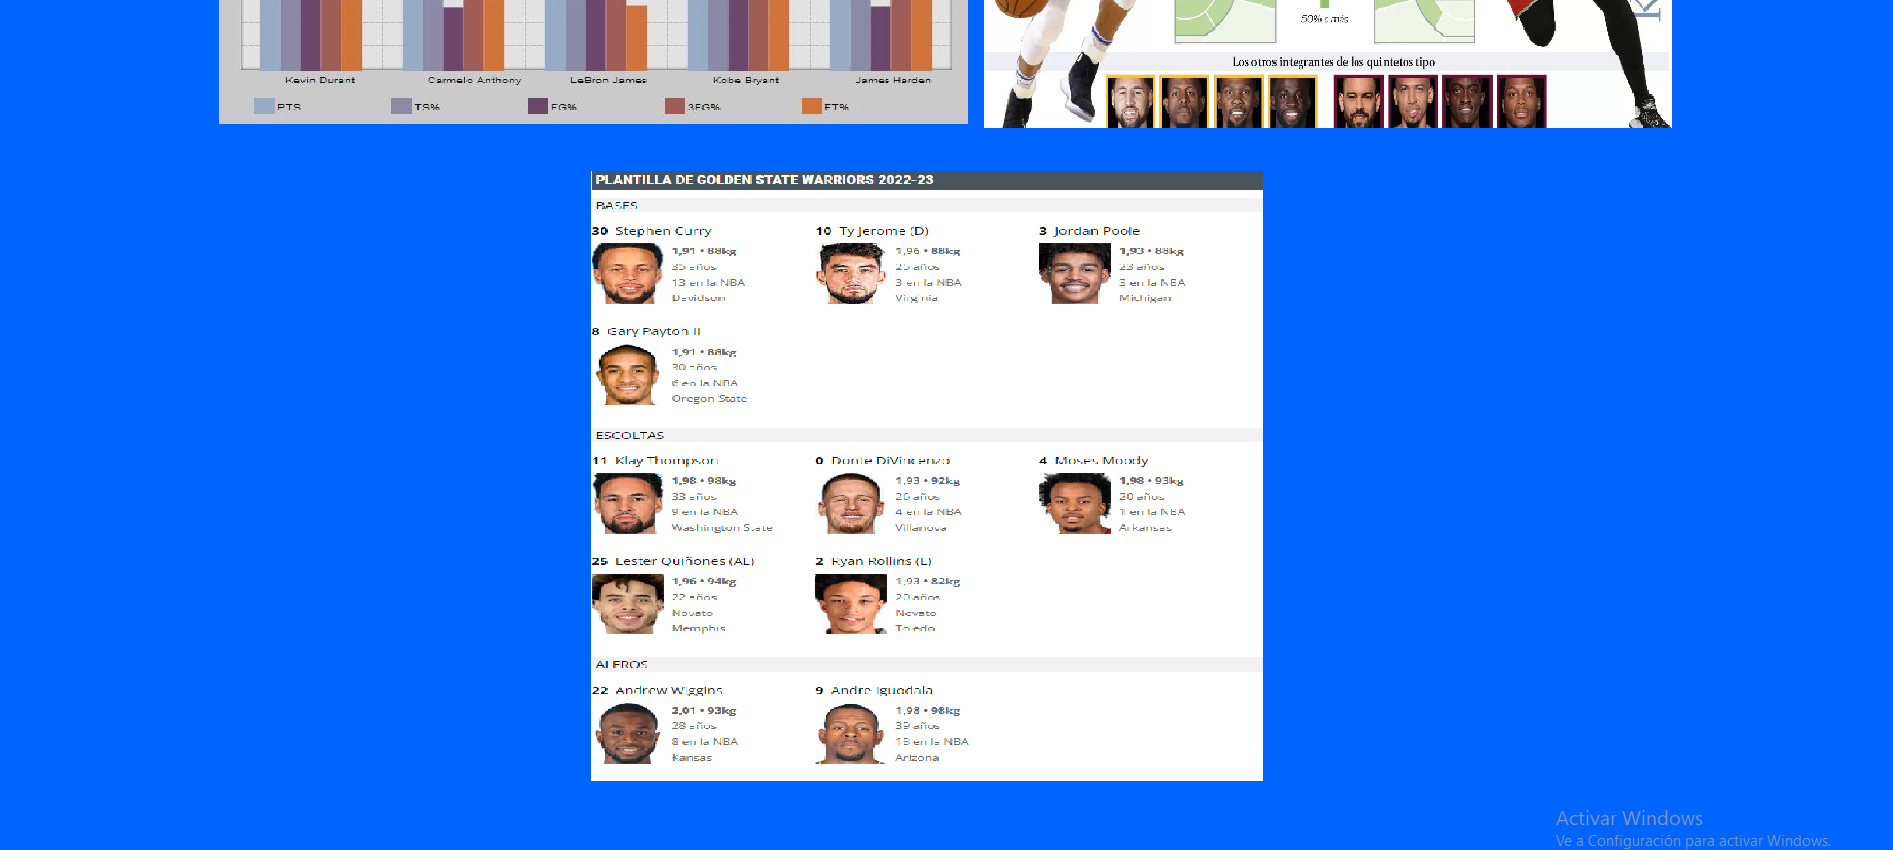 Kevin Durant Carmelo Anthony LeBron James Kobe Bryant James Harden
PTS TS% FG% 3FG% FT%
50% o más
Los otros integrantes de los quintetos tipo
PLANTILLA DE GOLDEN STATE WARRIORS 2022-23
BASES
30 Stephen Curry
1,91 • 88kg
35 años
13 en la NBA
Davidson
10 Ty Jerome (D)
1,96 • 88kg
25 años
3 en la NBA
Virginia
3 Jordan Poole
1,93 • 88kg
23 años
3 en la NBA
Michigan
8 Gary Payton II
1,91 • 88kg
30 años
6 en la NBA
Oregon State
ESCOLTAS
11 Klay Thompson
1,98 • 98kg
33 años
9 en la NBA
Washington State
0 Donte DiVincenzo
1,93 • 92kg
26 años
4 en la NBA
Villanova
4 Moses Moody
1,98 • 93kg
20 años
1 en la NBA
Arkansas
25 Lester Quiñones (AL)
1,96 • 94kg
22 años
Novato
Memphis
2 Ryan Rollins (L)
1,93 • 82kg
20 años
Novato
Toledo
ALEROS
22 Andrew Wiggins
2,01 • 93kg
28 años
8 en la NBA
Kansas
9 Andre Iguodala
1,98 • 98kg
39 años
18 en la NBA
Arizona
Activar Windows
Ve a Configuración para activar Windows.